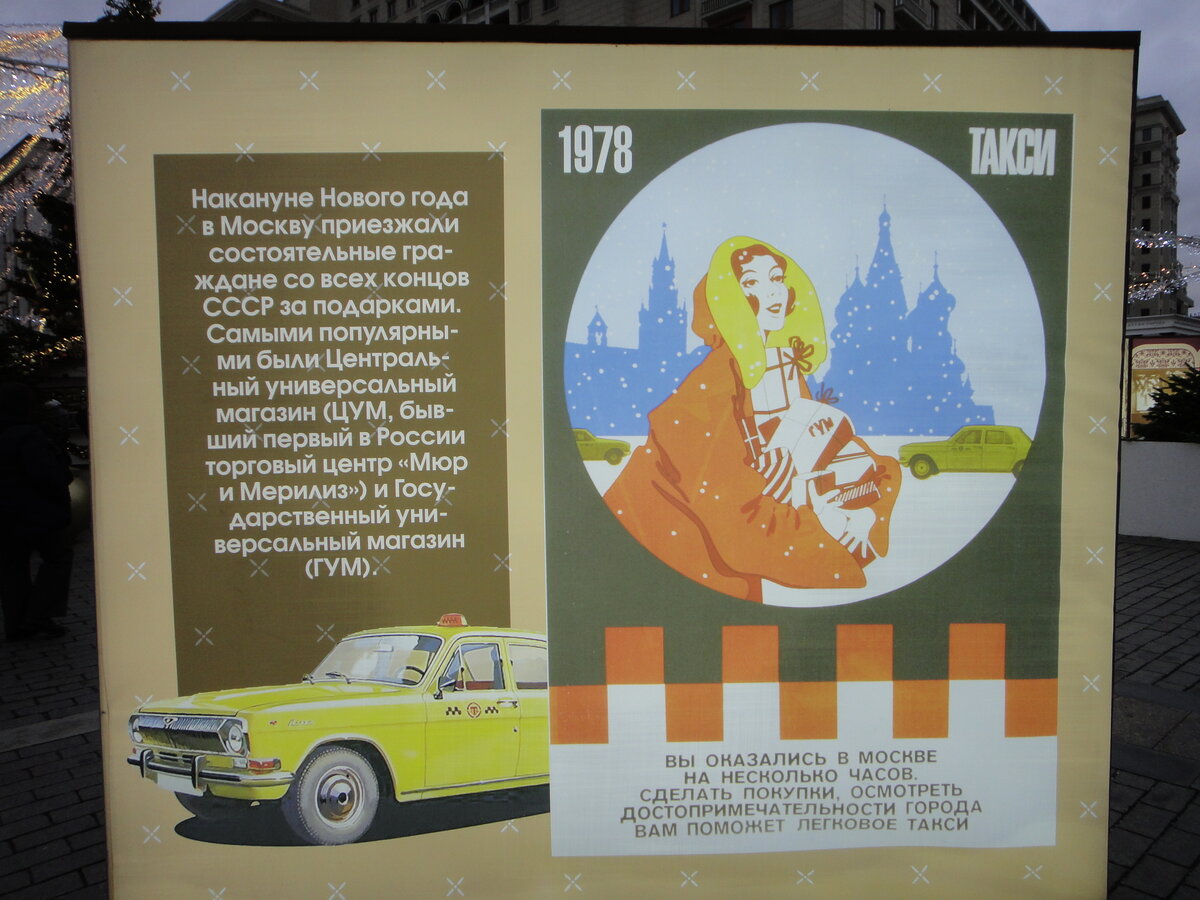 Накануне Нового года
в Москву приезжали
состоятельные гра-
ждане со всех концов
СССР за подарками.
Самыми популярны-
ми были Централь-
ный универсальный
магазин (ЦУМ, быв-
ший первый в России
торговый центр «Мюр
и Мерилиз») и Госу-
дарственный уни-
версальный магазин
(ГУМ).
1978
ТАКСИ
ГУМ
ВЫ ОКАЗАЛИСЬ В МОСКВЕ
НА НЕСКОЛЬКО ЧАСОВ.
СДЕЛАТЬ ПОКУПКИ, ОСМОТРЕТЬ
ДОСТОПРИМЕЧАТЕЛЬНОСТИ ГОРОДА
ВАМ ПОМОЖЕТ ЛЕГКОВОЕ ТАКСИ